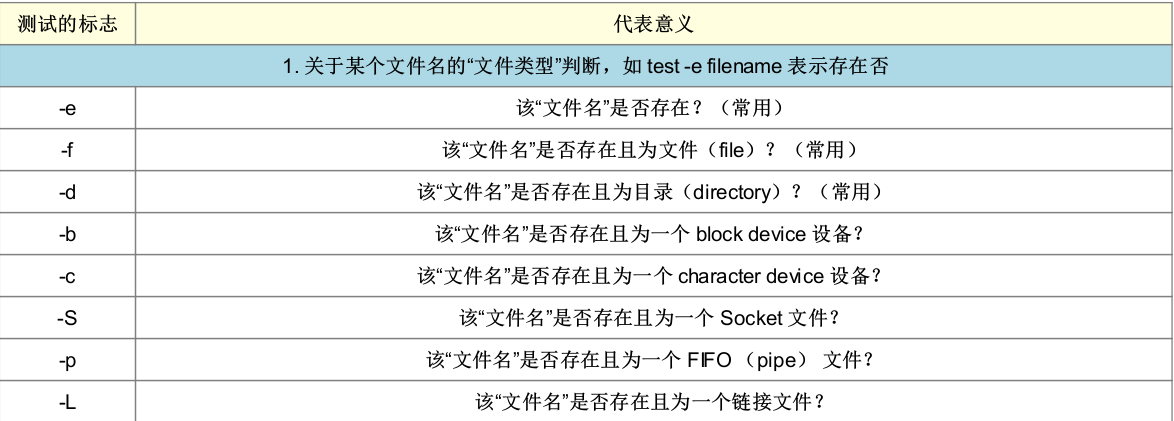 测试的标志 代表意义
1. 关于某个文件名的“文件类型”判断，如 test -e filename 表示存在否
-e 该“文件名”是否存在？（常用）
-f 该“文件名”是否存在且为文件（file）？（常用）
-d 该“文件名”是否存在且为目录（directory）？（常用）
-b 该“文件名”是否存在且为一个 block device 设备？
-c 该“文件名”是否存在且为一个 character device 设备？
-S 该“文件名”是否存在且为一个 Socket 文件？
-p 该“文件名”是否存在且为一个 FIFO （pipe） 文件？
-L 该“文件名”是否存在且为一个链接文件？